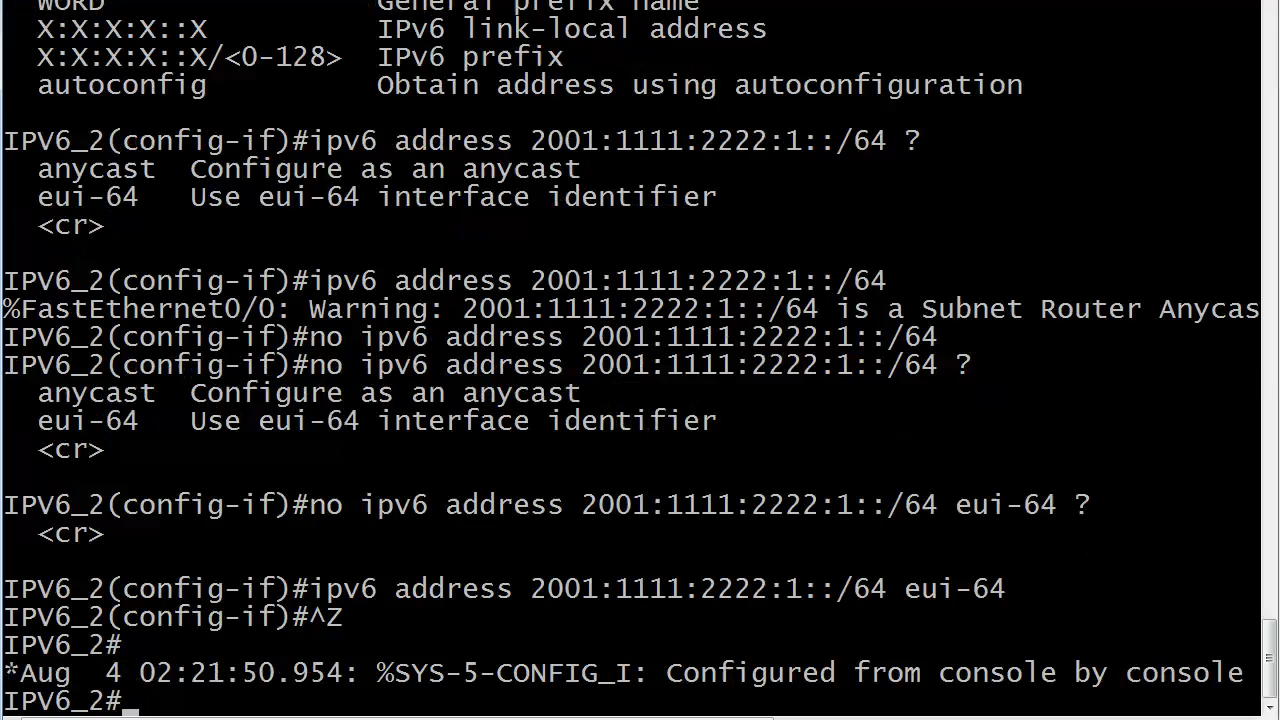 WORD                General prefix name
X:X:X:X::X          IPv6 link-local address
X:X:X:X::X/<0-128>  IPv6 prefix
autoconfig          Obtain address using autoconfiguration
IPV6_2(config-if)#ipv6 address 2001:1111:2222:1::/64 ?
anycast  Configure as an anycast
eui-64   Use eui-64 interface identifier
<cr>
IPV6_2(config-if)#ipv6 address 2001:1111:2222:1::/64
%FastEthernet0/0: Warning: 2001:1111:2222:1::/64 is a Subnet Router Anycas
IPV6_2(config-if)#no ipv6 address 2001:1111:2222:1::/64
IPV6_2(config-if)#no ipv6 address 2001:1111:2222:1::/64 ?
anycast  Configure as an anycast
eui-64   Use eui-64 interface identifier
<cr>
IPV6_2(config-if)#no ipv6 address 2001:1111:2222:1::/64 eui-64 ?
<cr>
IPV6_2(config-if)#ipv6 address 2001:1111:2222:1::/64 eui-64
IPV6_2(config-if)#^Z
IPV6_2#
*Aug  4 02:21:50.954: %SYS-5-CONFIG_I: Configured from console by console
IPV6_2#